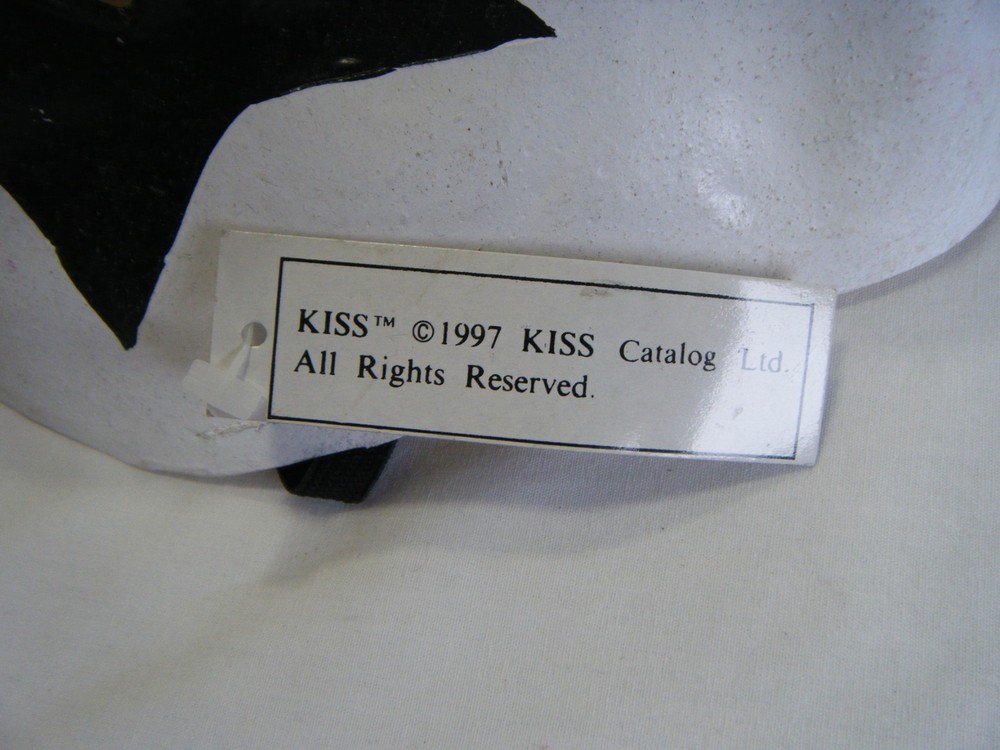 KISS™ ©1997 KISS Catalog Ltd.
All Rights Reserved.